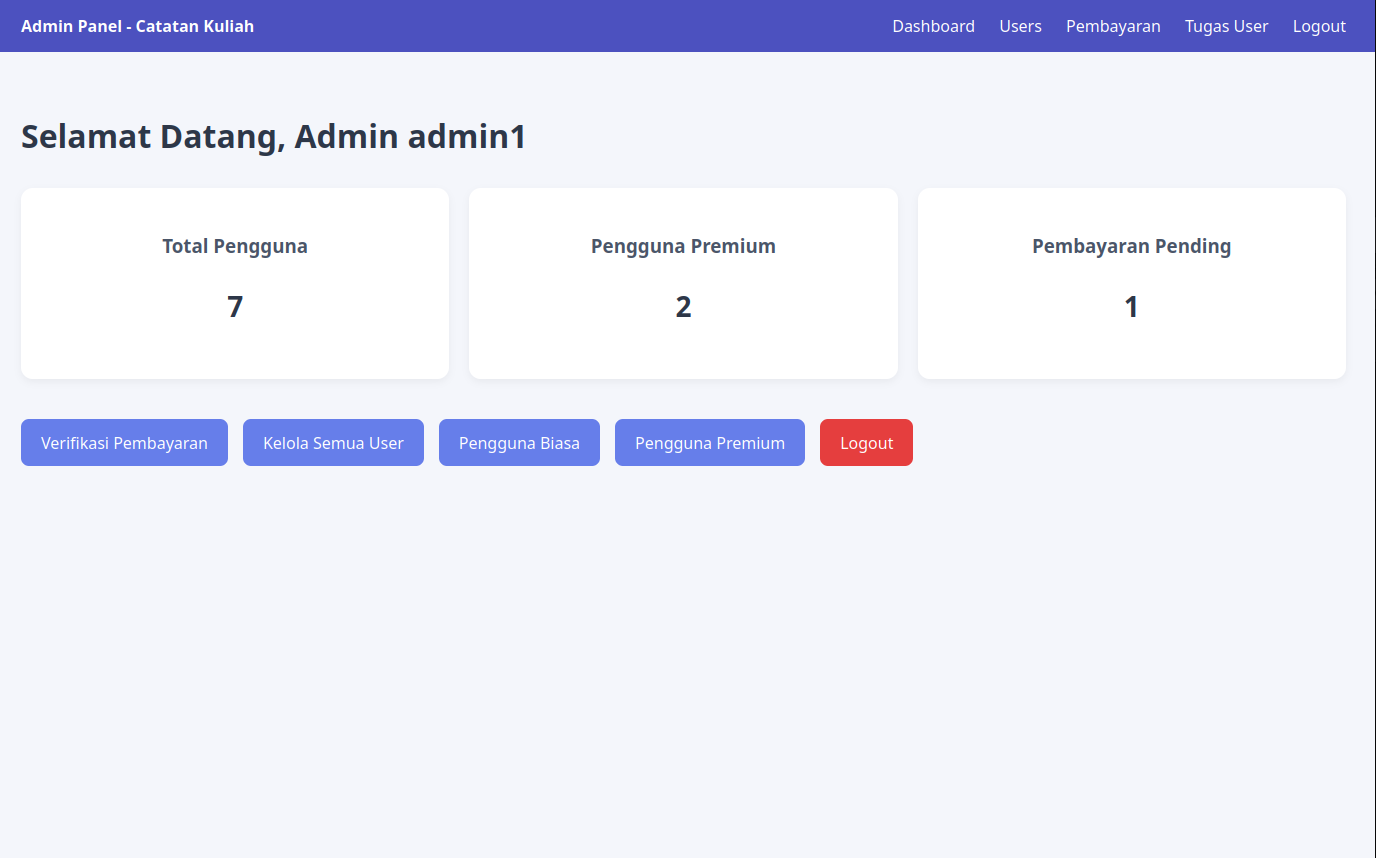 Admin Panel - Catatan Kuliah
Dashboard Users Pembayaran Tugas User Logout
Selamat Datang, Admin admin1
Total Pengguna
7
Pengguna Premium
2
Pembayaran Pending
1
Verifikasi Pembayaran Kelola Semua User Pengguna Biasa Pengguna Premium Logout